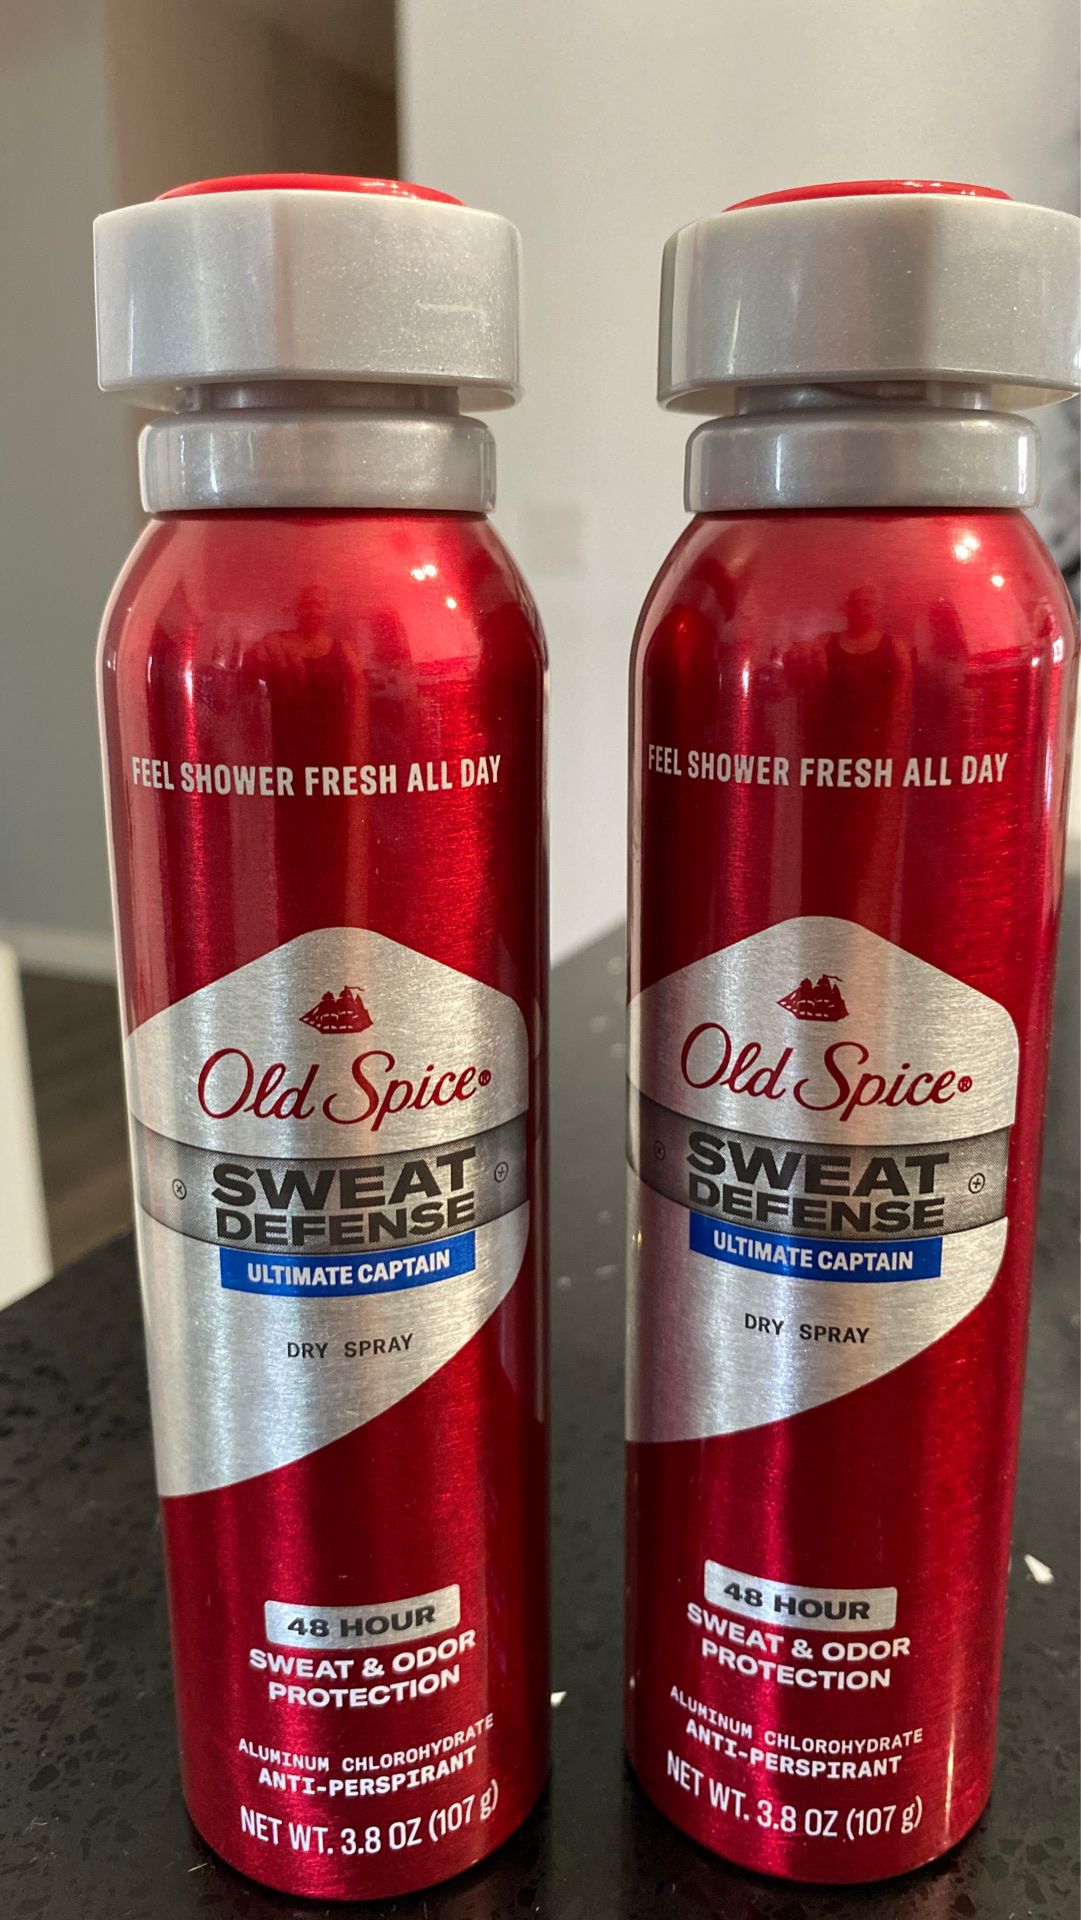 FEEL SHOWER FRESH ALL DAY
Old Spice®
SWEAT
DEFENSE
ULTIMATE CAPTAIN
DRY SPRAY
48 HOUR
SWEAT & ODOR
PROTECTION
ALUMINUM CHLOROHYDRATE
ANTI-PERSPIRANT
NET WT. 3.8 OZ (107 g)
FEEL SHOWER FRESH ALL DAY
Old Spice®
SWEAT
DEFENSE
ULTIMATE CAPTAIN
DRY SPRAY
48 HOUR
SWEAT & ODOR
PROTECTION
ALUMINUM CHLOROHYDRATE
ANTI-PERSPIRANT
NET WT. 3.8 OZ (107 g)